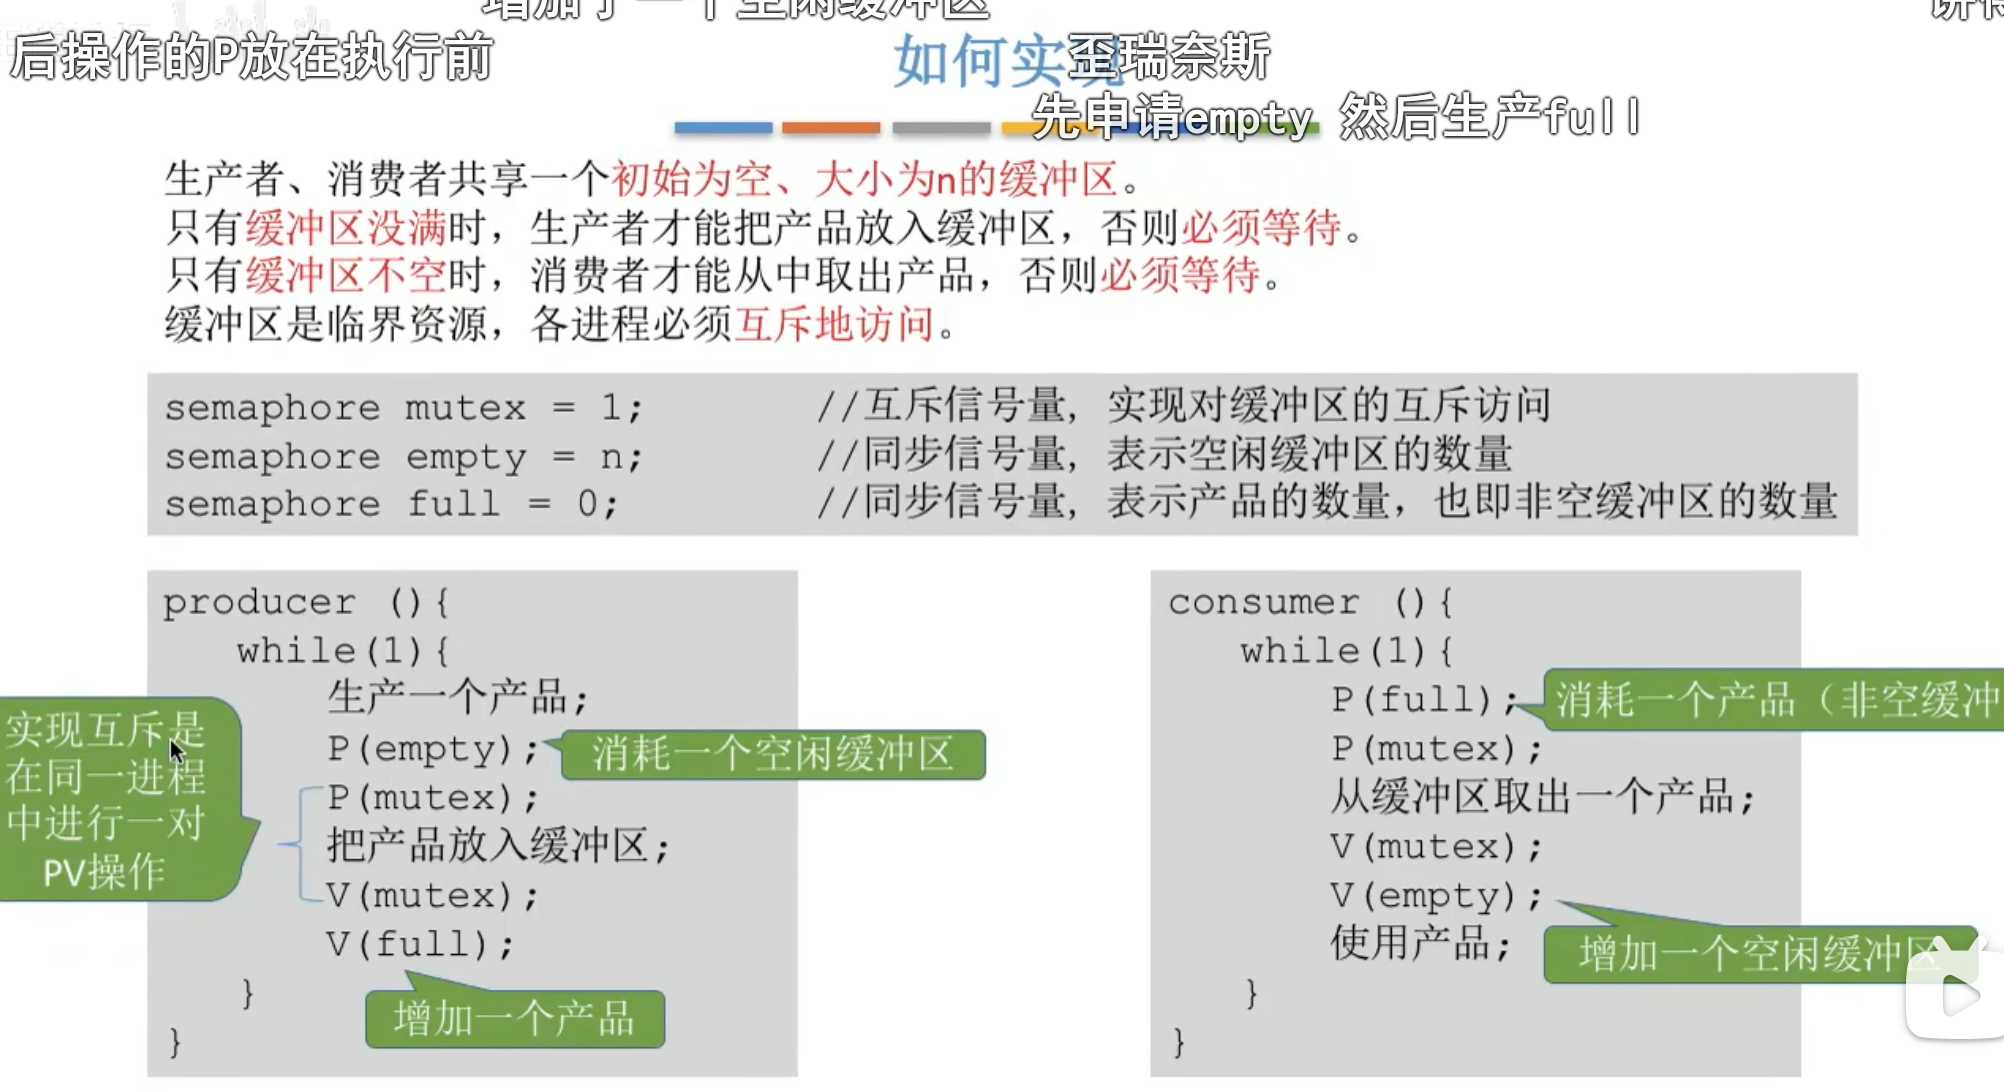 增加了一个空闲缓冲区
后操作的P放在执行前
如何实现
歪瑞奈斯
先申请empty 然后生产full
生产者、消费者共享一个初始为空、大小为n的缓冲区。
只有缓冲区没满时，生产者才能把产品放入缓冲区，否则必须等待。
只有缓冲区不空时，消费者才能从中取出产品，否则必须等待。
缓冲区是临界资源，各进程必须互斥地访问。
semaphore mutex = 1; //互斥信号量，实现对缓冲区的互斥访问
semaphore empty = n; //同步信号量，表示空闲缓冲区的数量
semaphore full = 0; //同步信号量，表示产品的数量，也即非空缓冲区的数量
producer (){
while(1){
生产一个产品;
P(empty);
消耗一个空闲缓冲区
P(mutex);
把产品放入缓冲区;
V(mutex);
V(full);
增加一个产品
}
}
实现互斥是
在同一进程
中进行一对
PV操作
consumer (){
while(1){
P(full);
消耗一个产品（非空缓冲
P(mutex);
从缓冲区取出一个产品;
V(mutex);
V(empty);
使用产品;
增加一个空闲缓冲区
}
}